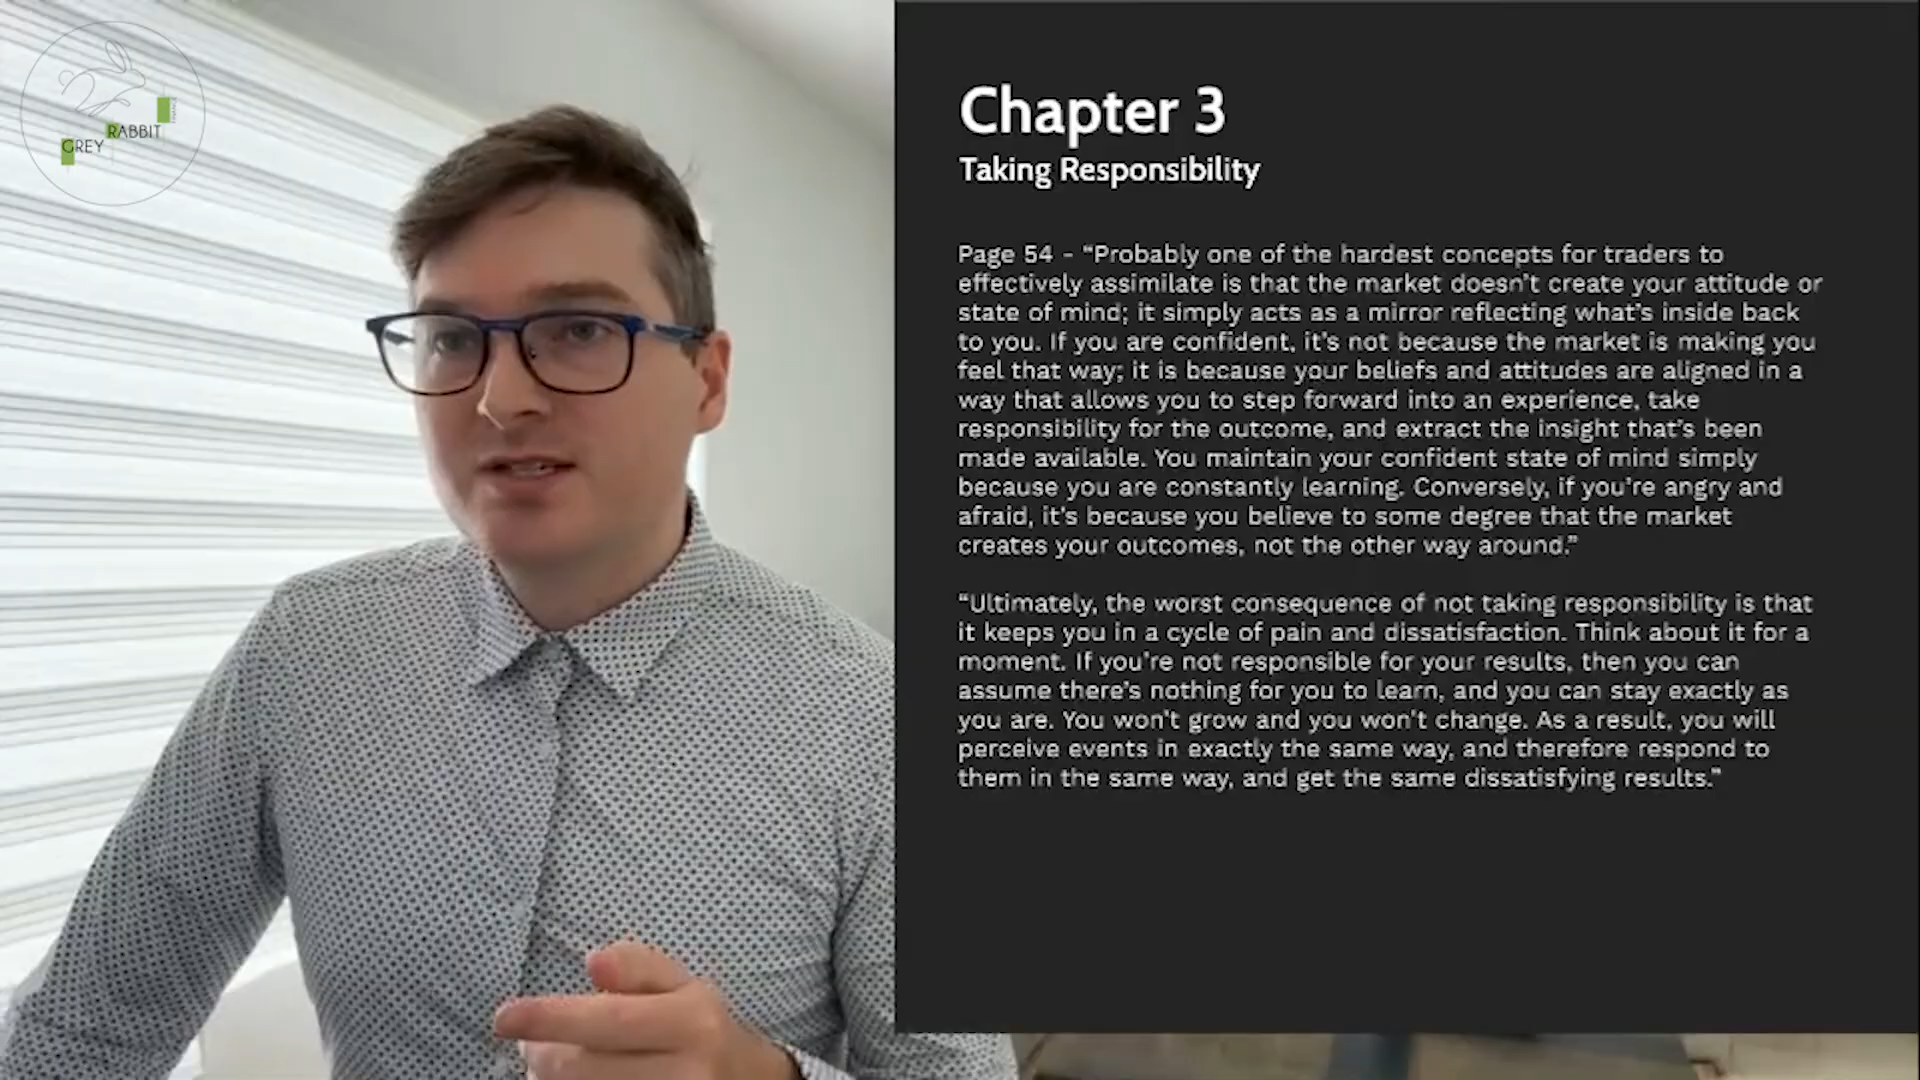 GREY RABBIT
Chapter 3
Taking Responsibility
Page 54 - “Probably one of the hardest concepts for traders to
effectively assimilate is that the market doesn’t create your attitude or
state of mind; it simply acts as a mirror reflecting what’s inside back
to you. If you are confident, it’s not because the market is making you
feel that way; it is because your beliefs and attitudes are aligned in a
way that allows you to step forward into an experience, take
responsibility for the outcome, and extract the insight that’s been
made available. You maintain your confident state of mind simply
because you are constantly learning. Conversely, if you’re angry and
afraid, it’s because you believe to some degree that the market
creates your outcomes, not the other way around.”
“Ultimately, the worst consequence of not taking responsibility is that
it keeps you in a cycle of pain and dissatisfaction. Think about it for a
moment. If you’re not responsible for your results, then you can
assume there’s nothing for you to learn, and you can stay exactly as
you are. You won’t grow and you won’t change. As a result, you will
perceive events in exactly the same way, and therefore respond to
them in the same way, and get the same dissatisfying results.”